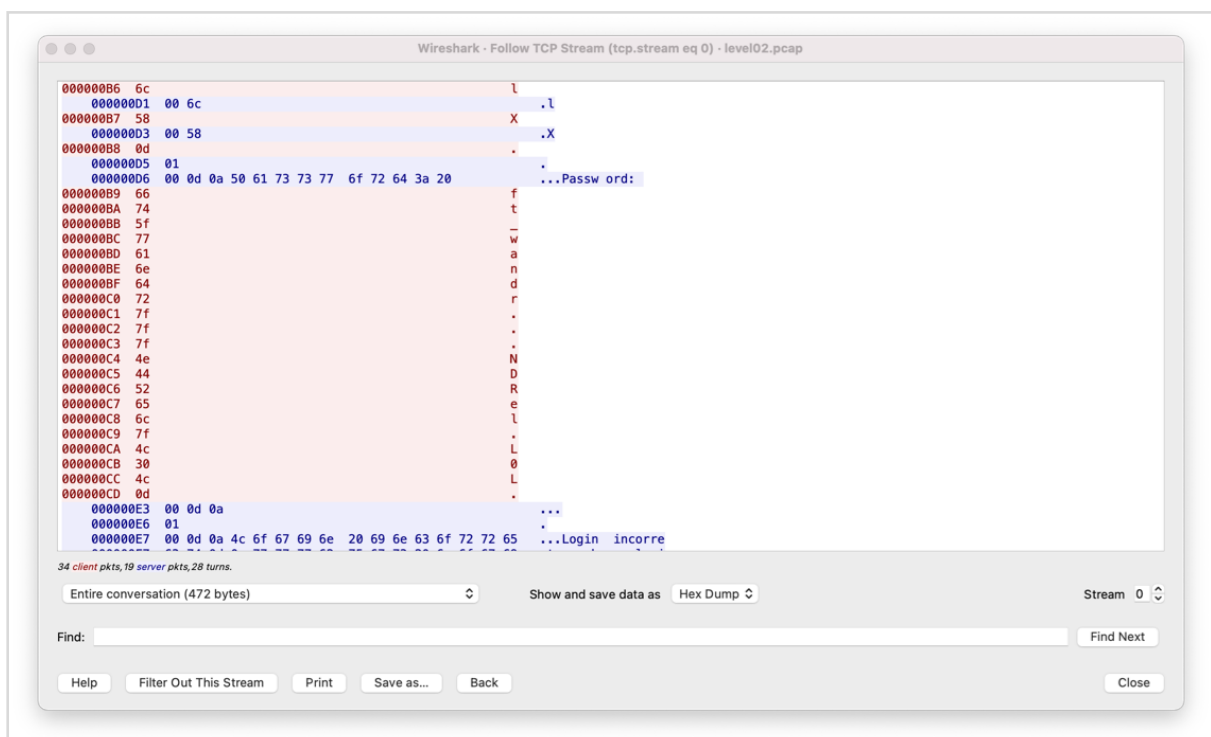 Wireshark · Follow TCP Stream (tcp.stream eq 0) · level02.pcap
000000B6 6c l
000000D1 00 6c .l
000000B7 58 X
000000D3 00 58 .X
000000B8 0d .
000000D5 01 .
000000D6 00 0d 0a 50 61 73 73 77 6f 72 64 3a 20 ...Passw ord:
000000B9 66 f
000000BA 74 t
000000BB 5f _
000000BC 77 w
000000BD 61 a
000000BE 6e n
000000BF 64 d
000000C0 72 r
000000C1 7f .
000000C2 7f .
000000C3 7f .
000000C4 4e N
000000C5 44 D
000000C6 52 R
000000C7 65 e
000000C8 6c l
000000C9 7f .
000000CA 4c L
000000CB 30 0
000000CC 4c L
000000CD 0d .
000000E3 00 0d 0a ...
000000E6 01 .
000000E7 00 0d 0a 4c 6f 67 69 6e 20 69 6e 63 6f 72 72 65 ...Login incorre
34 client pkts, 19 server pkts, 28 turns.
Entire conversation (472 bytes) Show and save data as Hex Dump Stream 0
Find: Find Next
Help Filter Out This Stream Print Save as... Back Close